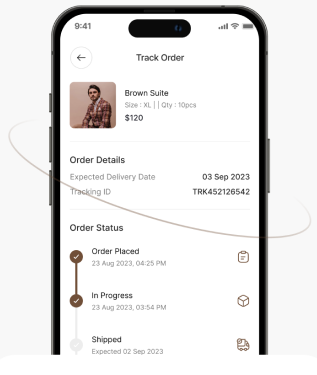 9:41
Track Order
Brown Suite
Size : XL | | Qty : 10pcs
$120
Order Details
Expected Delivery Date 03 Sep 2023
Tracking ID TRK452126542
Order Status
Order Placed
23 Aug 2023, 04:25 PM
In Progress
23 Aug 2023, 03:54 PM
Shipped
Expected 02 Sep 2023